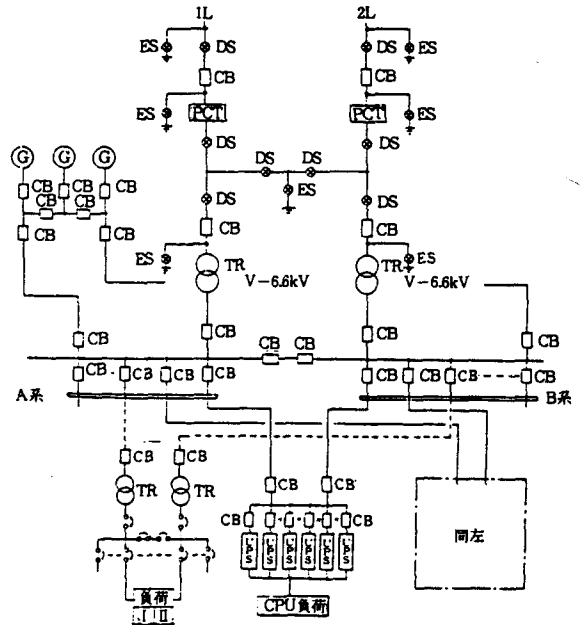 1L 2L
ES DS DS ES
CB CB
ES PCT PCT ES
DS DS
G G G
DS DS
CB CB CB
CB CB
DS ES DS
CB CB
CB CB
ES TR TR ES
V-6.6kV V-6.6kV
CB CB CB CB
CB CB
CB CB CB CB CB CB CB CB
A系 B系
CB CB CB CB
TR TR
CB CB
UPS UPS UPS UPS UPS UPS
同左
負荷
I II
CPU負荷